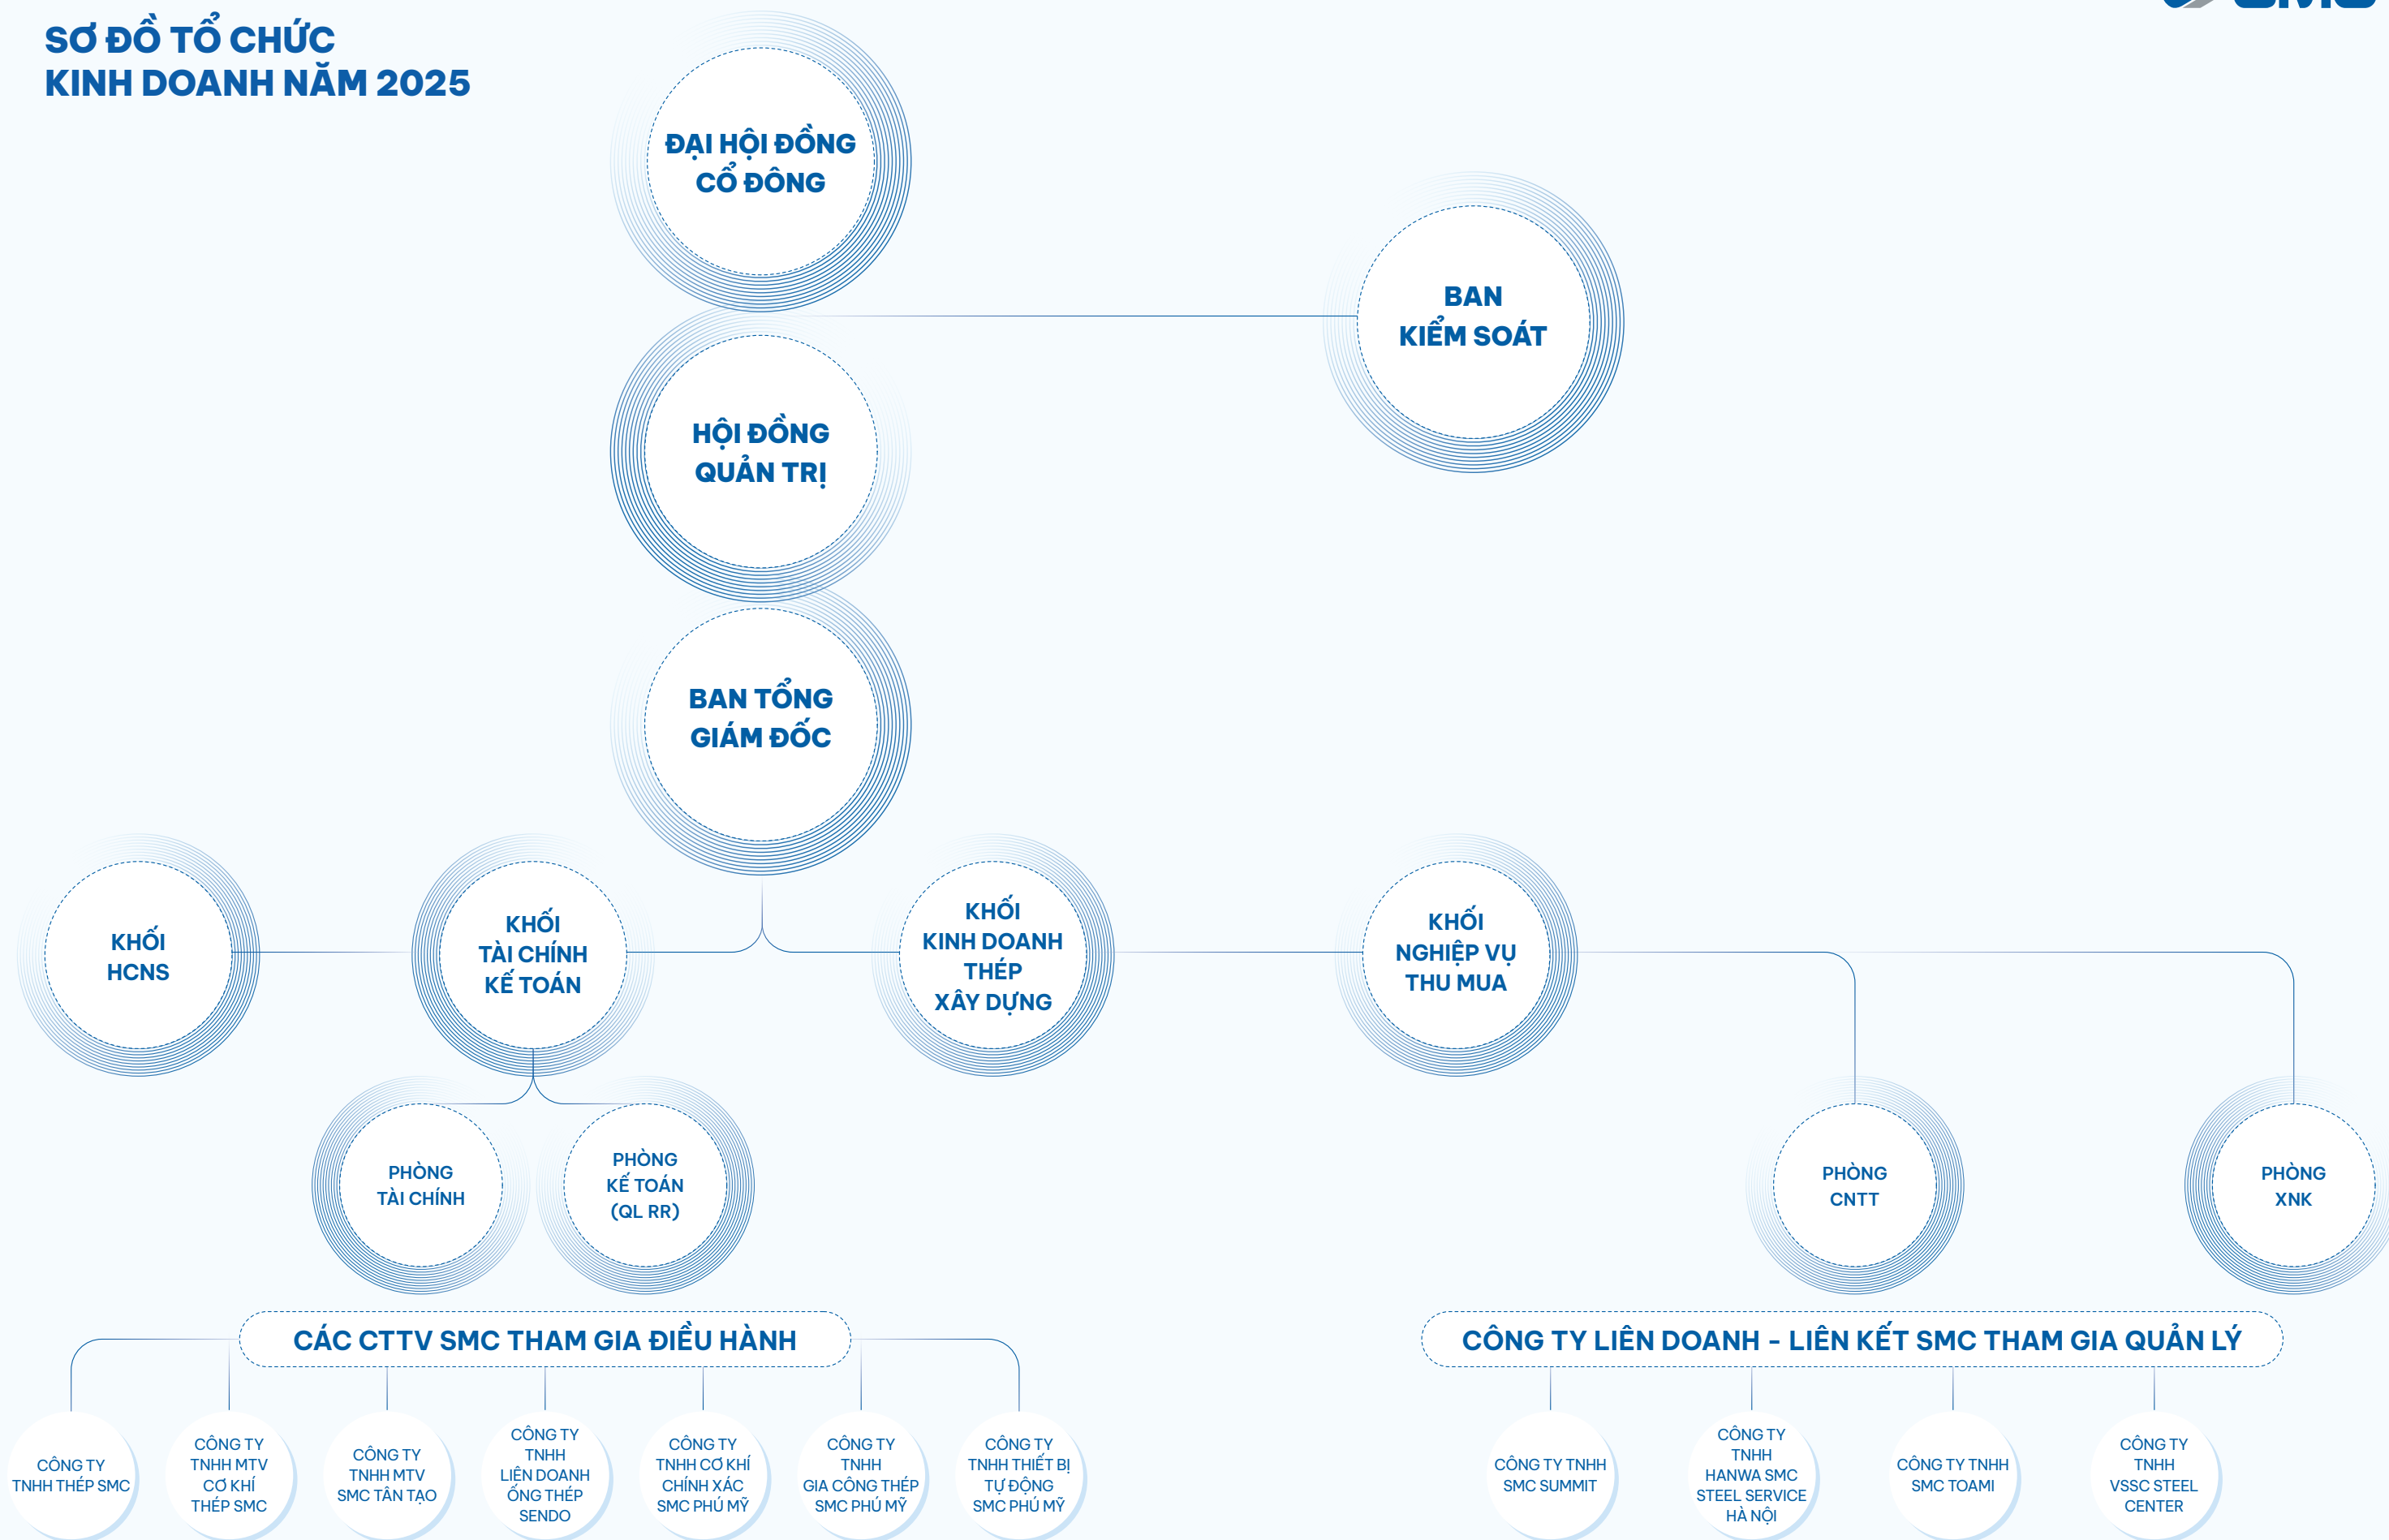 SƠ ĐỒ TỔ CHỨC
KINH DOANH NĂM 2025
ĐẠI HỘI ĐỒNG
CỔ ĐÔNG
BAN
KIỂM SOÁT
HỘI ĐỒNG
QUẢN TRỊ
BAN TỔNG
GIÁM ĐỐC
KHỐI
HCNS
KHỐI
TÀI CHÍNH
KẾ TOÁN
KHỐI
KINH DOANH
THÉP
XÂY DỰNG
KHỐI
NGHIỆP VỤ
THU MUA
PHÒNG
TÀI CHÍNH
PHÒNG
KẾ TOÁN
(QL RR)
PHÒNG
CNTT
PHÒNG
XNK
CÁC CTTV SMC THAM GIA ĐIỀU HÀNH
CÔNG TY
TNHH THÉP SMC
CÔNG TY
TNHH MTV
CƠ KHÍ
THÉP SMC
CÔNG TY
TNHH MTV
SMC TÂN TẠO
CÔNG TY
TNHH
LIÊN DOANH
ỐNG THÉP
SENDO
CÔNG TY
TNHH CƠ KHÍ
CHÍNH XÁC
SMC PHÚ MỸ
CÔNG TY
TNHH
GIA CÔNG THÉP
SMC PHÚ MỸ
CÔNG TY
TNHH THIẾT BỊ
TỰ ĐỘNG
SMC PHÚ MỸ
CÔNG TY LIÊN DOANH - LIÊN KẾT SMC THAM GIA QUẢN LÝ
CÔNG TY TNHH
SMC SUMMIT
CÔNG TY
TNHH
HANWA SMC
STEEL SERVICE
HÀ NỘI
CÔNG TY TNHH
SMC TOAMI
CÔNG TY
TNHH
VSSC STEEL
CENTER